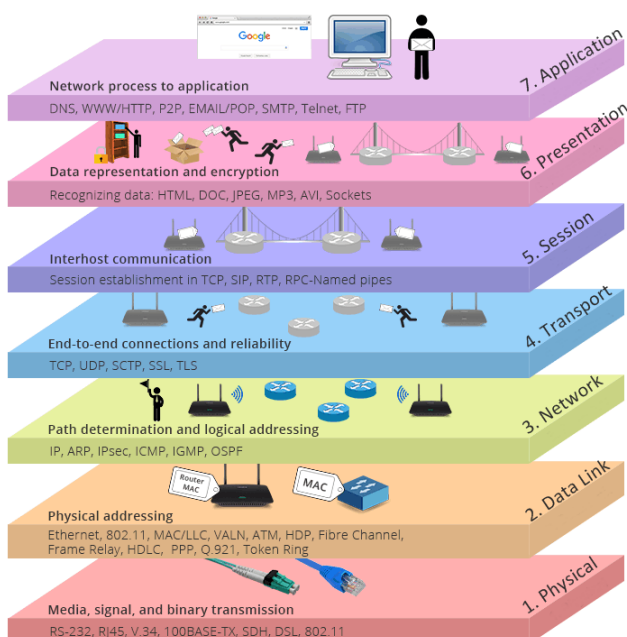 Google
7. Application
Network process to application
DNS, WWW/HTTP, P2P, EMAIL/POP, SMTP, Telnet, FTP
6. Presentation
Data representation and encryption
Recognizing data: HTML, DOC, JPEG, MP3, AVI, Sockets
5. Session
Interhost communication
Session establishment in TCP, SIP, RTP, RPC-Named pipes
4. Transport
End-to-end connections and reliability
TCP, UDP, SCTP, SSL, TLS
3. Network
Path determination and logical addressing
IP, ARP, IPsec, ICMP, IGMP, OSPF
Router
MAC
MAC
2. Data Link
Physical addressing
Ethernet, 802.11, MAC/LLC, VALN, ATM, HDP, Fibre Channel,
Frame Relay, HDLC, PPP, Q.921, Token Ring
1. Physical
Media, signal, and binary transmission
RS-232, RJ45, V.34, 100BASE-TX, SDH, DSL, 802.11